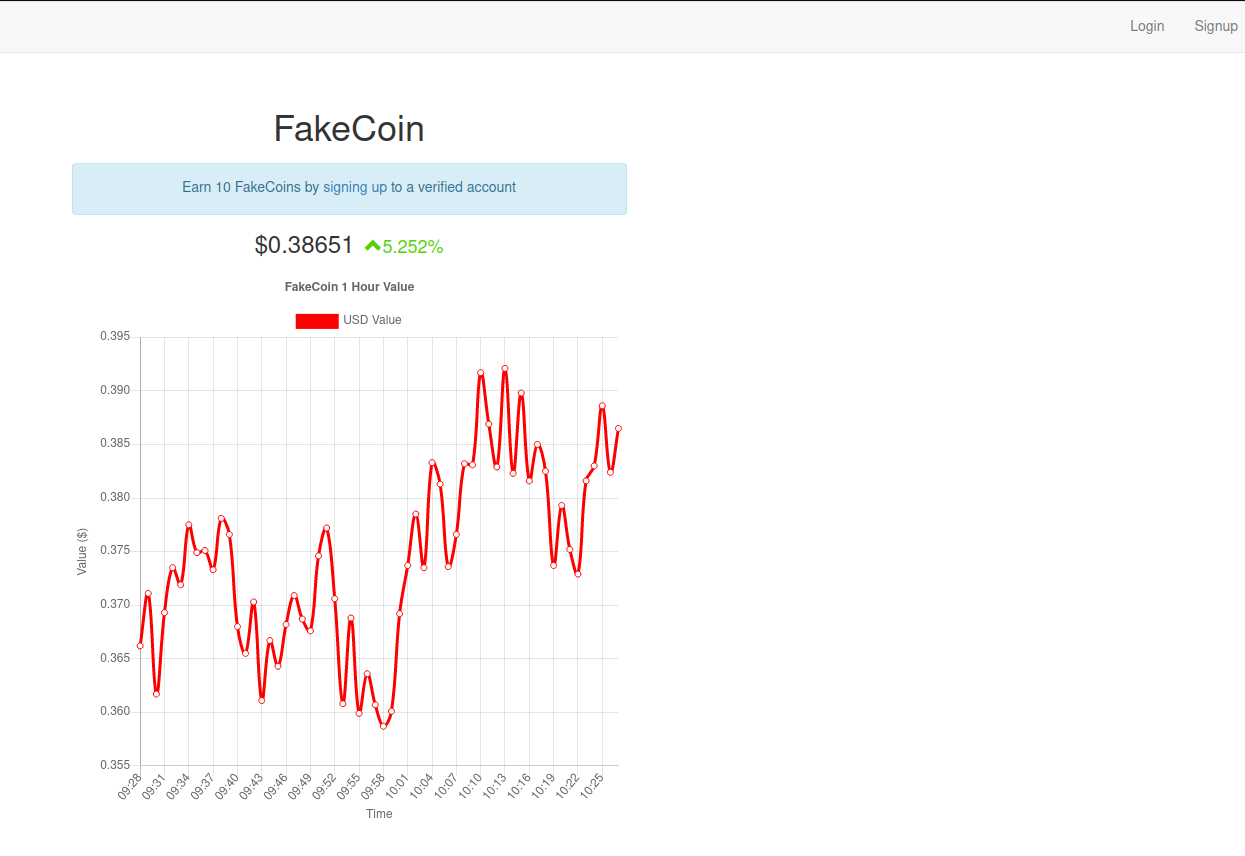 Login Signup
FakeCoin
Earn 10 FakeCoins by signing up to a verified account
$0.38651 5.252%
FakeCoin 1 Hour Value
USD Value
0.395
0.390
0.385
0.380
0.375
0.370
0.365
0.360
0.355
Value ($)
09:28 09:31 09:34 09:37 09:40 09:43 09:46 09:49 09:52 09:55 09:58 10:01 10:04 10:07 10:10 10:13 10:16 10:19 10:22 10:25
Time